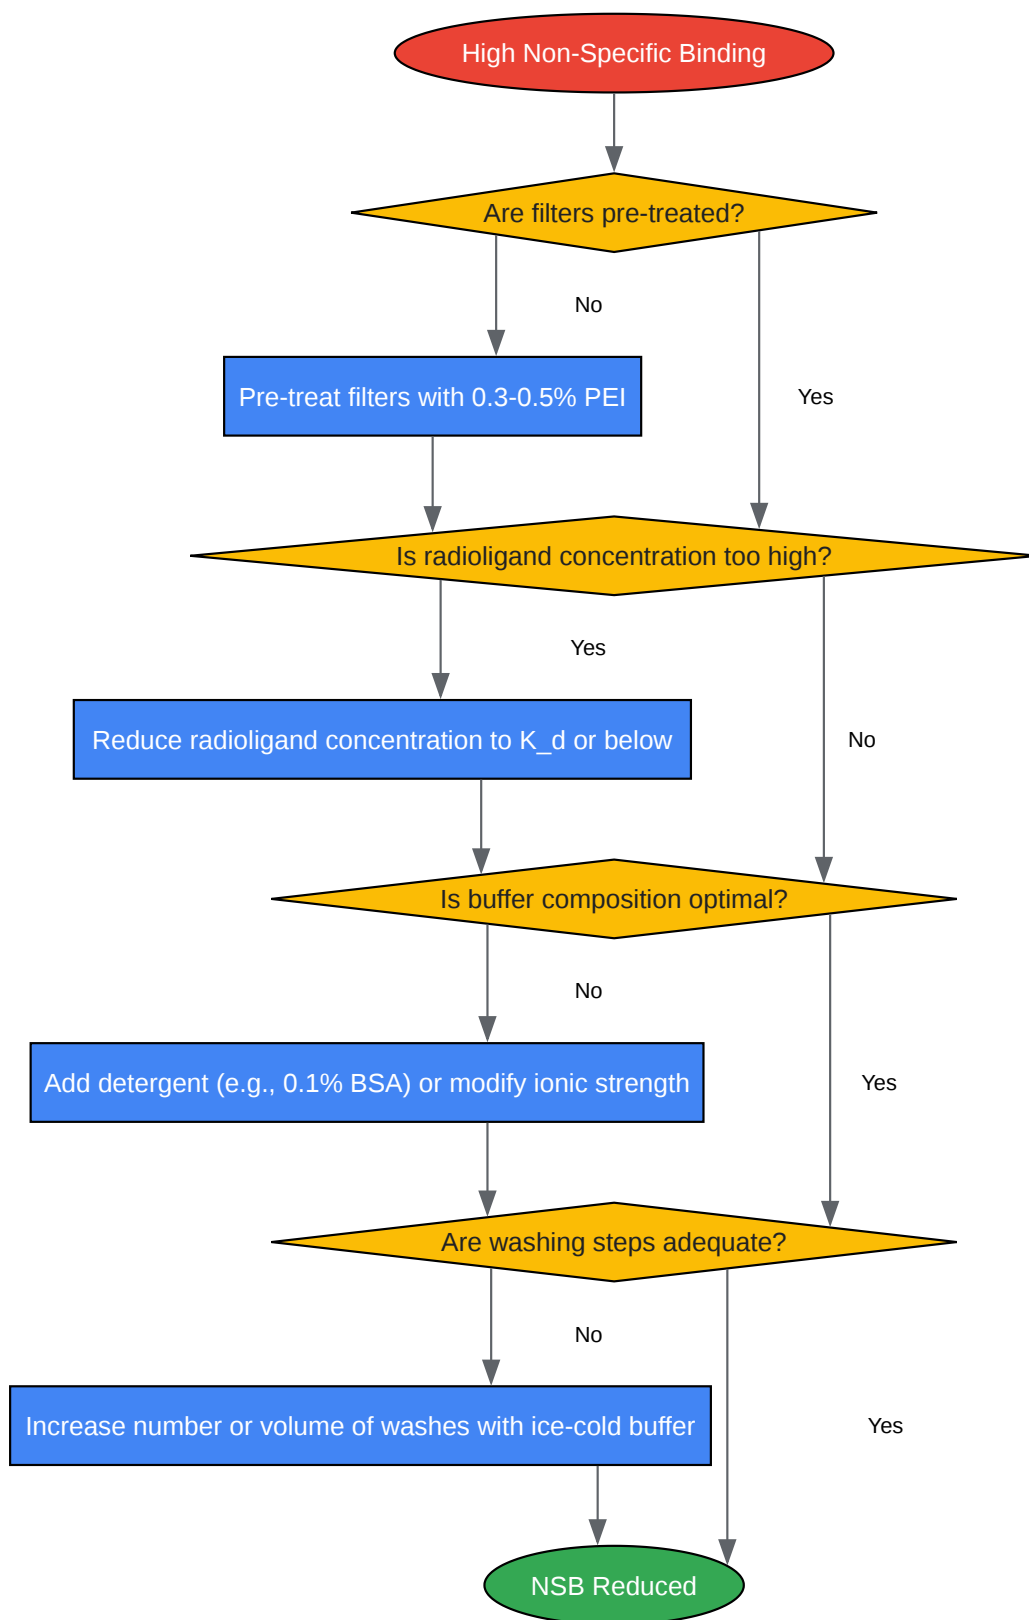 High Non-Specific Binding
Are filters pre-treated?
No
Pre-treat filters with 0.3-0.5% PEI
Yes
Is radioligand concentration too high?
Yes
Reduce radioligand concentration to K_d or below
No
Is buffer composition optimal?
No
Add detergent (e.g., 0.1% BSA) or modify ionic strength
Yes
Are washing steps adequate?
No
Increase number or volume of washes with ice-cold buffer
Yes
NSB Reduced